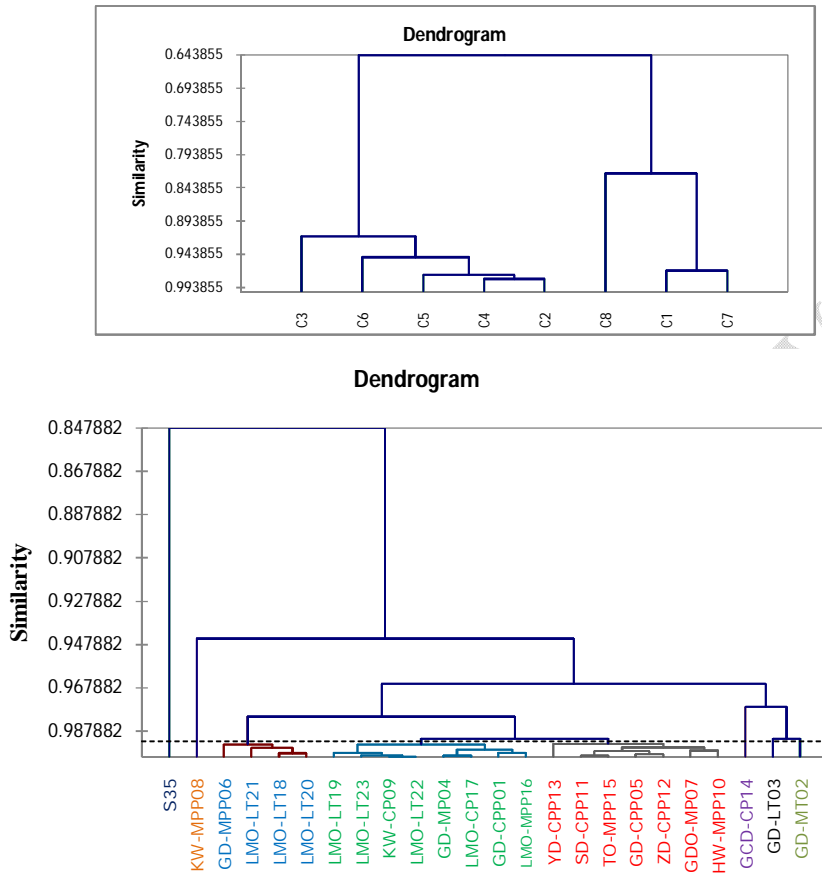 Dendrogram
0.643855
0.693855
0.743855
0.793855
0.843855
0.893855
0.943855
0.993855
Similarity
C3
C6
C5
C4
C2
C8
C1
C7
Dendrogram
0.847882
0.867882
0.887882
0.907882
0.927882
0.947882
0.967882
0.987882
Similarity
S35
KW-MPP08
GD-MPP06
LMO-LT21
LMO-LT18
LMO-LT20
LMO-LT19
LMO-LT23
KW-CP09
LMO-LT22
GD-MP04
LMO-CP17
GD-CPP01
LMO-MPP16
YD-CPP13
SD-CPP11
TO-MPP15
GD-CPP05
ZD-CPP12
GDO-MP07
HW-MPP10
GCD-CP14
GD-LT03
GD-MT02